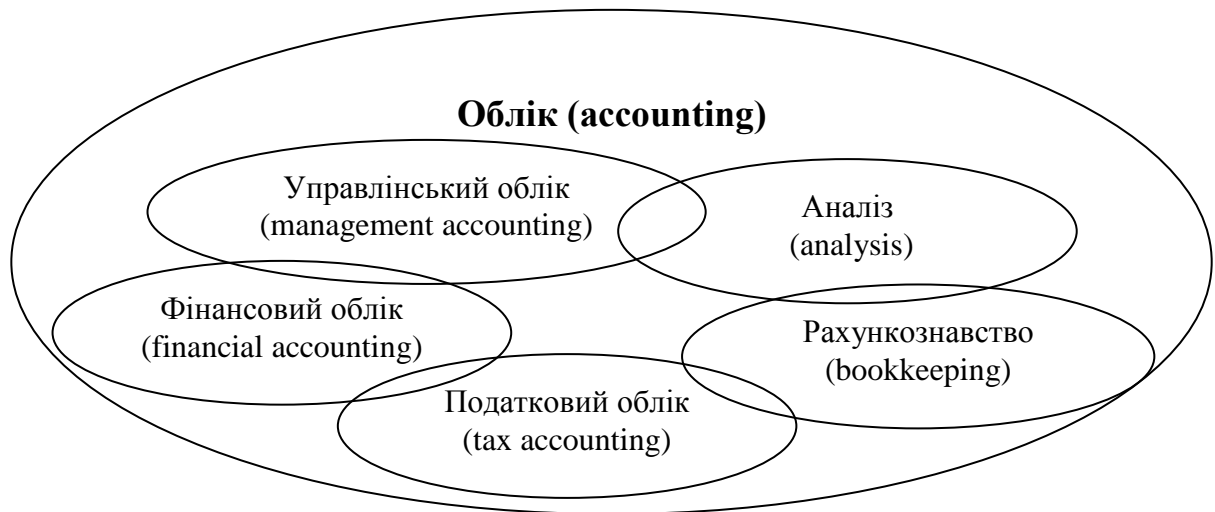 Облік (accounting)
Управлінський облік
(management accounting)
Аналіз
(analysis)
Фінансовий облік
(financial accounting)
Рахункознавство
(bookkeeping)
Податковий облік
(tax accounting)